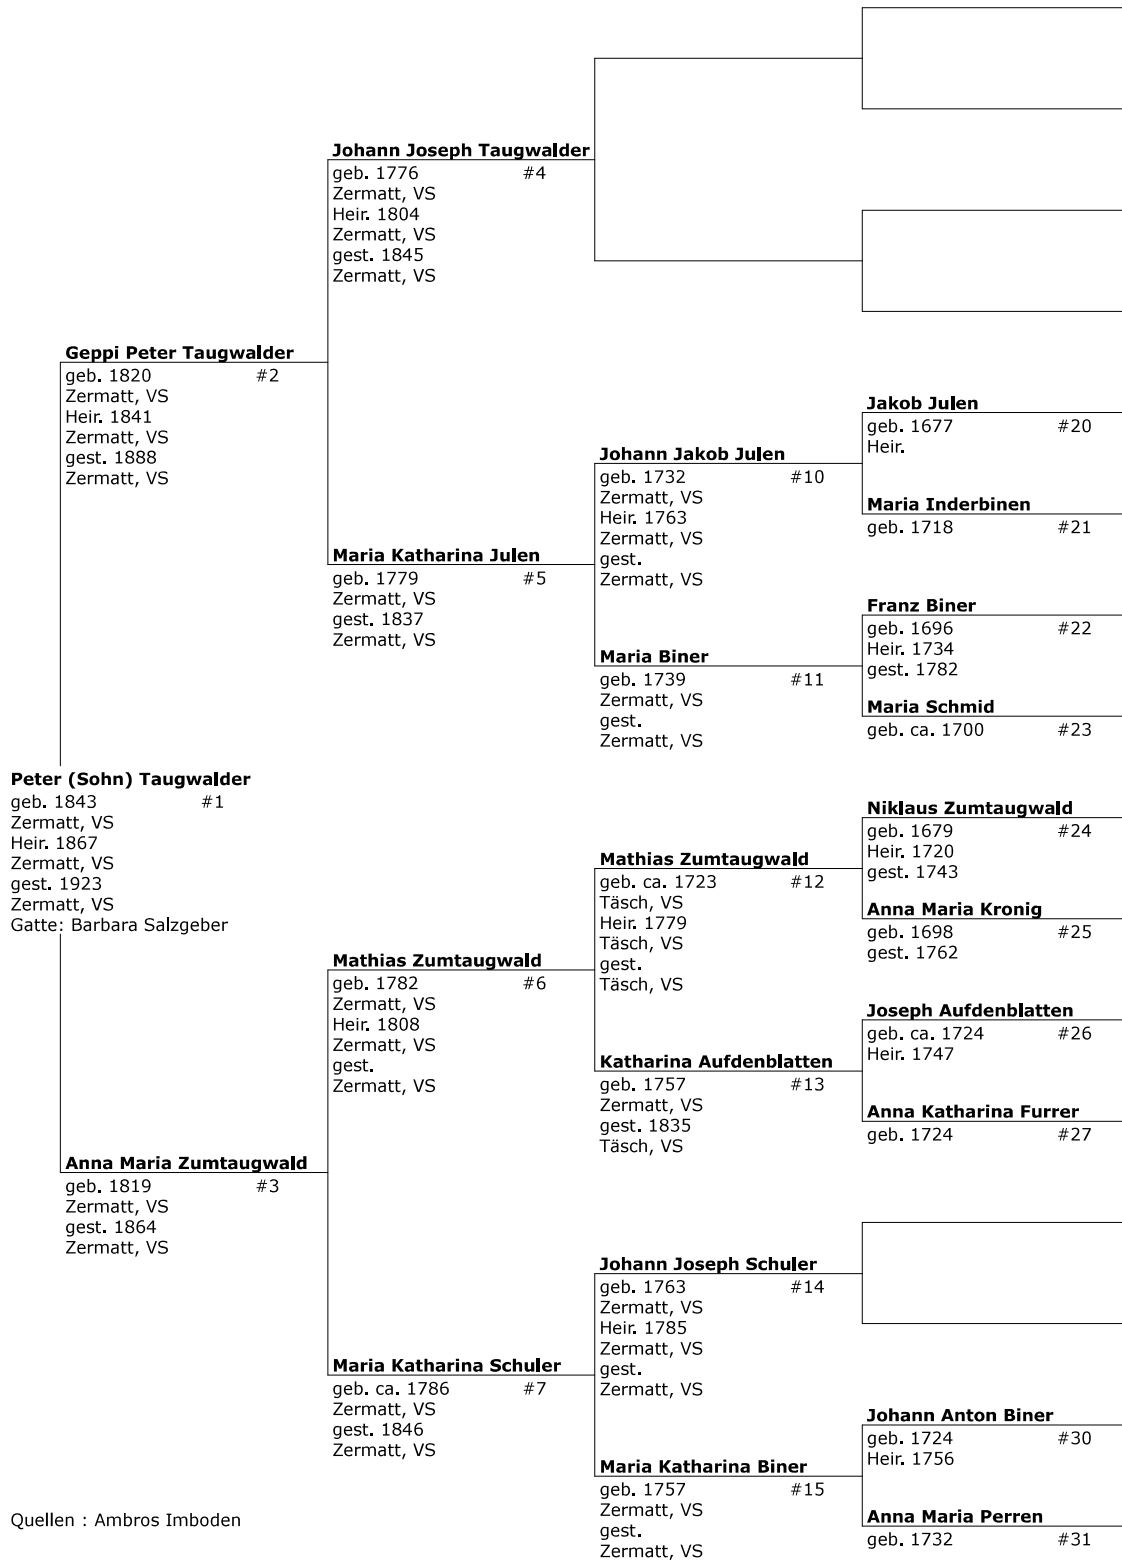 Johann Joseph Taugwalder
geb. 1776 #4
Zermatt, VS
Heir. 1804
Zermatt, VS
gest. 1845
Zermatt, VS
Geppi Peter Taugwalder
geb. 1820 #2
Zermatt, VS
Heir. 1841
Zermatt, VS
gest. 1888
Zermatt, VS
Jakob Julen
geb. 1677 #20
Heir.
Johann Jakob Julen
geb. 1732 #10
Zermatt, VS
Heir. 1763
Zermatt, VS
gest.
Zermatt, VS
Maria Inderbinen
geb. 1718 #21
Maria Katharina Julen
geb. 1779 #5
Zermatt, VS
gest. 1837
Zermatt, VS
Franz Biner
geb. 1696 #22
Heir. 1734
gest. 1782
Maria Biner
geb. 1739 #11
Zermatt, VS
gest.
Zermatt, VS
Maria Schmid
geb. ca. 1700 #23
Peter (Sohn) Taugwalder
geb. 1843 #1
Zermatt, VS
Heir. 1867
Zermatt, VS
gest. 1923
Zermatt, VS
Gatte: Barbara Salzgeber
Niklaus Zumtaugwald
geb. 1679 #24
Heir. 1720
gest. 1743
Mathias Zumtaugwald
geb. ca. 1723 #12
Täsch, VS
Heir. 1779
Täsch, VS
gest.
Täsch, VS
Anna Maria Kronig
geb. 1698 #25
gest. 1762
Mathias Zumtaugwald
geb. 1782 #6
Zermatt, VS
Heir. 1808
Zermatt, VS
gest.
Zermatt, VS
Joseph Aufdenblatten
geb. ca. 1724 #26
Heir. 1747
Katharina Aufdenblatten
geb. 1757 #13
Zermatt, VS
gest. 1835
Täsch, VS
Anna Katharina Furrer
geb. 1724 #27
Anna Maria Zumtaugwald
geb. 1819 #3
Zermatt, VS
gest. 1864
Zermatt, VS
Johann Joseph Schuler
geb. 1763 #14
Zermatt, VS
Heir. 1785
Zermatt, VS
gest.
Zermatt, VS
Maria Katharina Schuler
geb. ca. 1786 #7
Zermatt, VS
gest. 1846
Zermatt, VS
Johann Anton Biner
geb. 1724 #30
Heir. 1756
Maria Katharina Biner
geb. 1757 #15
Zermatt, VS
gest.
Zermatt, VS
Anna Maria Perren
geb. 1732 #31
Quellen : Ambros Imboden